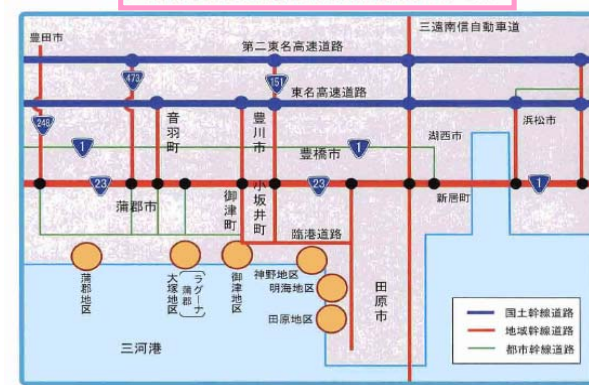 豊田市
三遠南信自動車道
第二東名高速道路
473
151
東名高速道路
248
音羽町
豊川市
湖西市
浜松市
1
豊橋市
1
23
蒲郡市
御津町
小坂井町
23
新居町
1
臨港道路
蒲郡地区
大塚地区
(ラグーナ蒲郡)
御津地区
神野地区
明海地区
田原地区
田原市
三河港
国土幹線道路
地域幹線道路
都市幹線道路